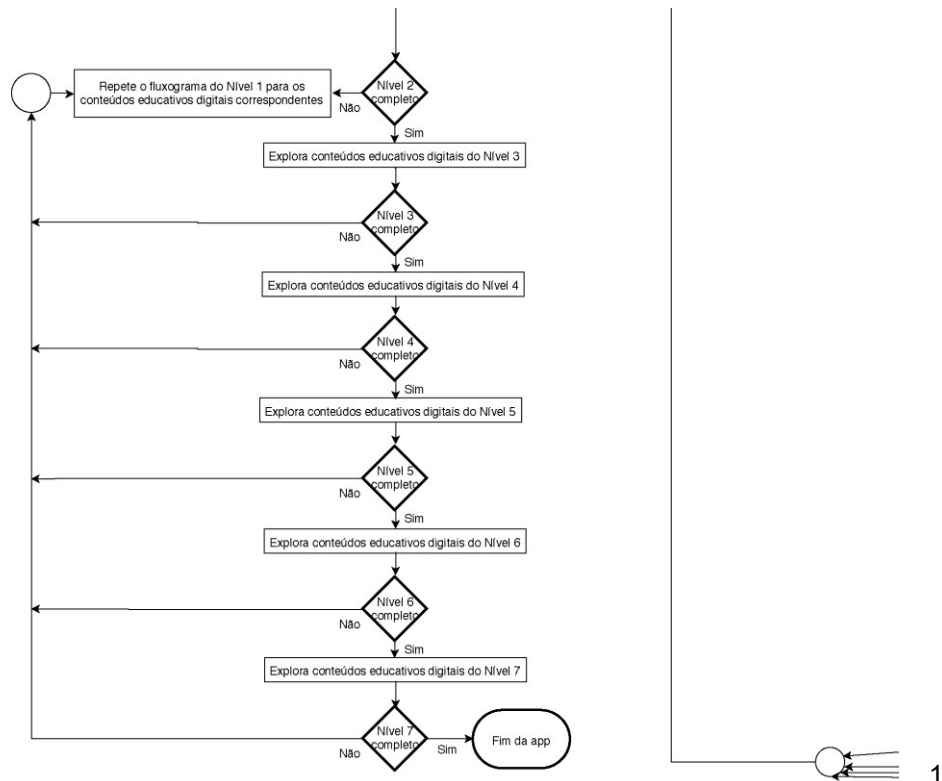 Nível 2
completo
Repete o fluxograma do Nível 1 para os
conteúdos educativos digitais correspondentes
Não
Sim
Explora conteúdos educativos digitais do Nível 3
Nível 3
completo
Não
Sim
Explora conteúdos educativos digitais do Nível 4
Nível 4
completo
Não
Sim
Explora conteúdos educativos digitais do Nível 5
Nível 5
completo
Não
Sim
Explora conteúdos educativos digitais do Nível 6
Nível 6
completo
Não
Sim
Explora conteúdos educativos digitais do Nível 7
Nível 7
completo
Não
Sim
Fim da app
1